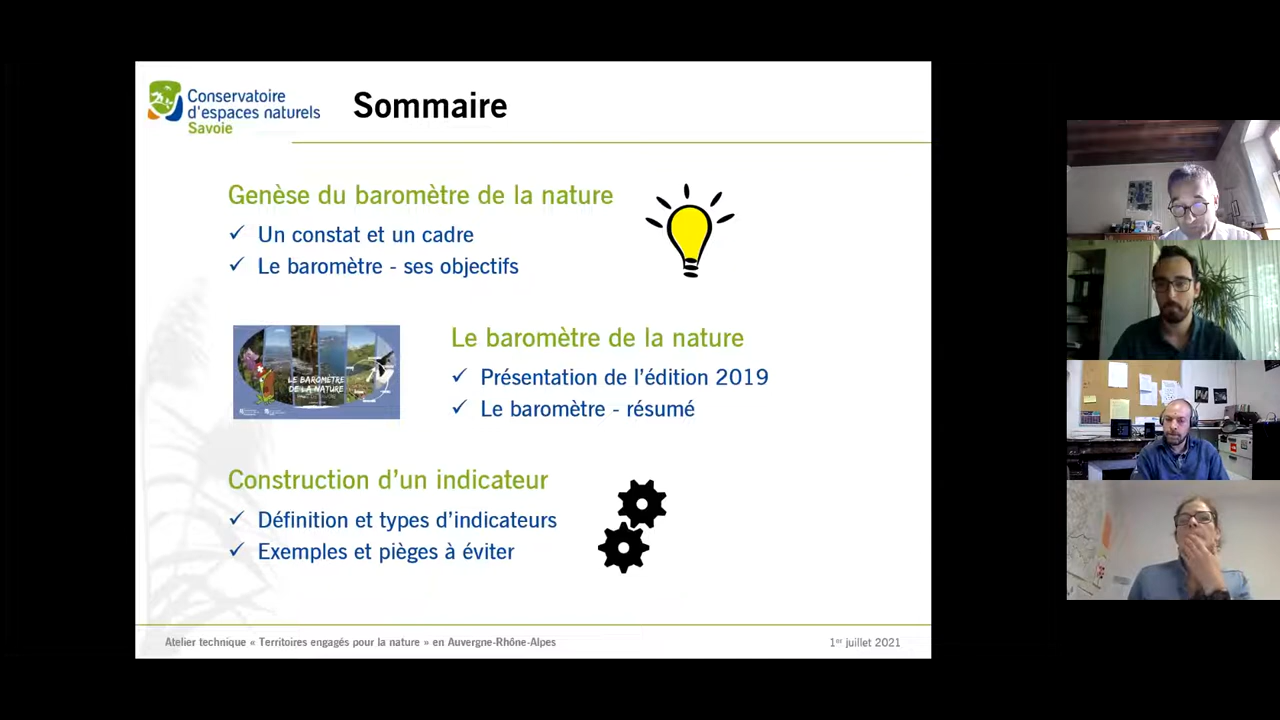 Conservatoire
d'espaces naturels
Savoie
Sommaire
Genèse du baromètre de la nature
Un constat et un cadre
Le baromètre - ses objectifs
LE BAROMÈTRE
DE LA NATURE
Le baromètre de la nature
Présentation de l'édition 2019
Le baromètre - résumé
Construction d'un indicateur
Définition et types d'indicateurs
Exemples et pièges à éviter
Atelier technique « Territoires engagés pour la nature » en Auvergne-Rhône-Alpes
1er juillet 2021